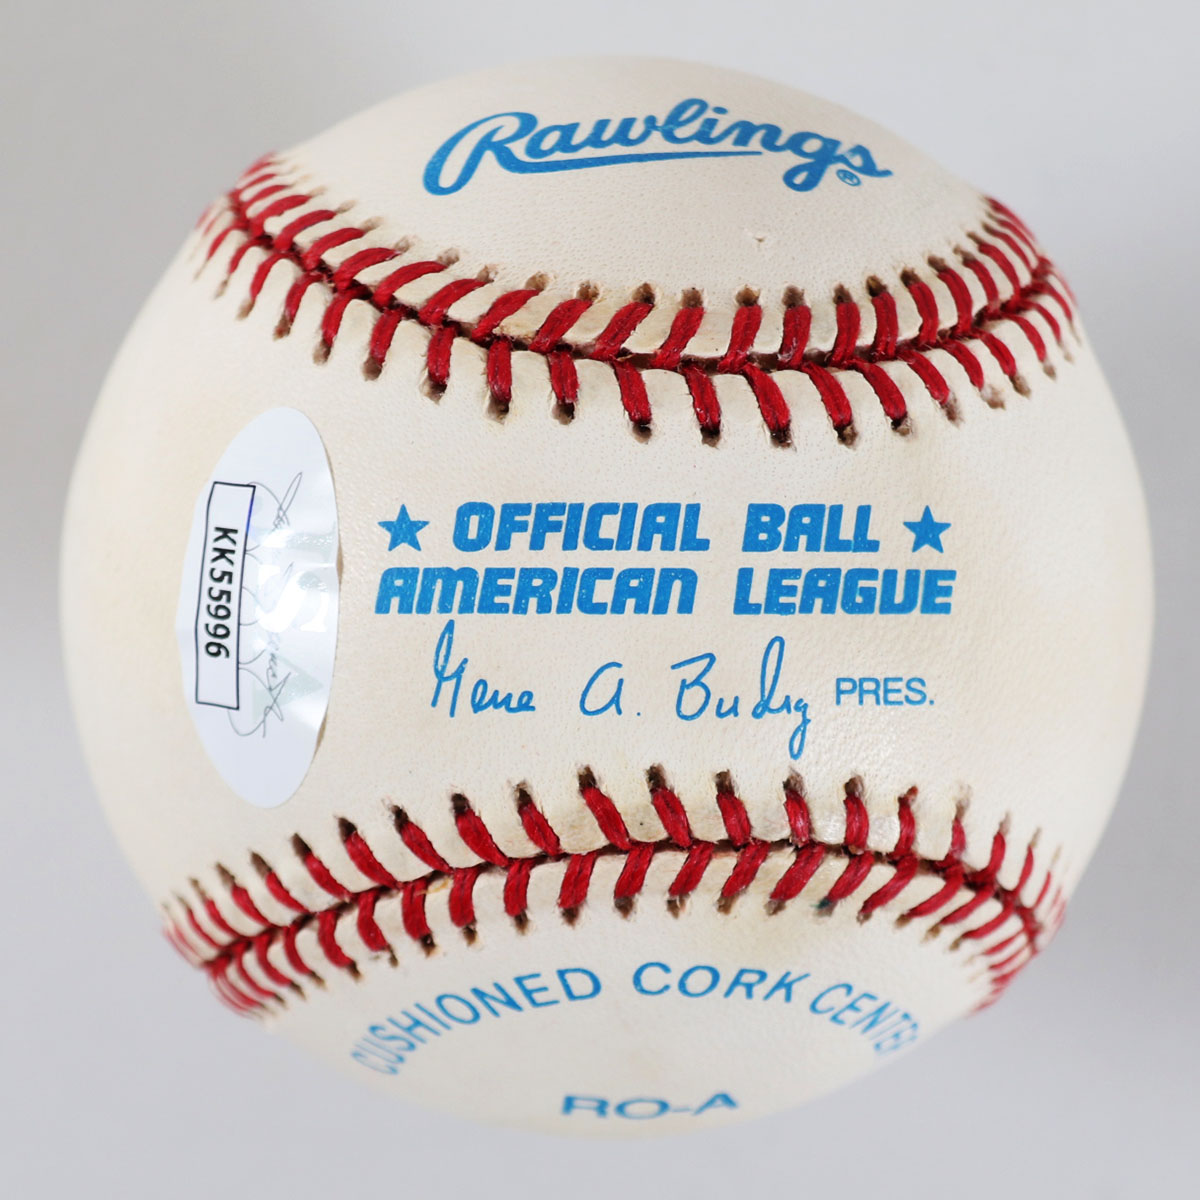 Rawlings®
★ OFFICIAL BALL ★
AMERICAN LEAGUE
Gene A. Budig PRES.
KK55996
CUSHIONED CORK CENTER
RO-A